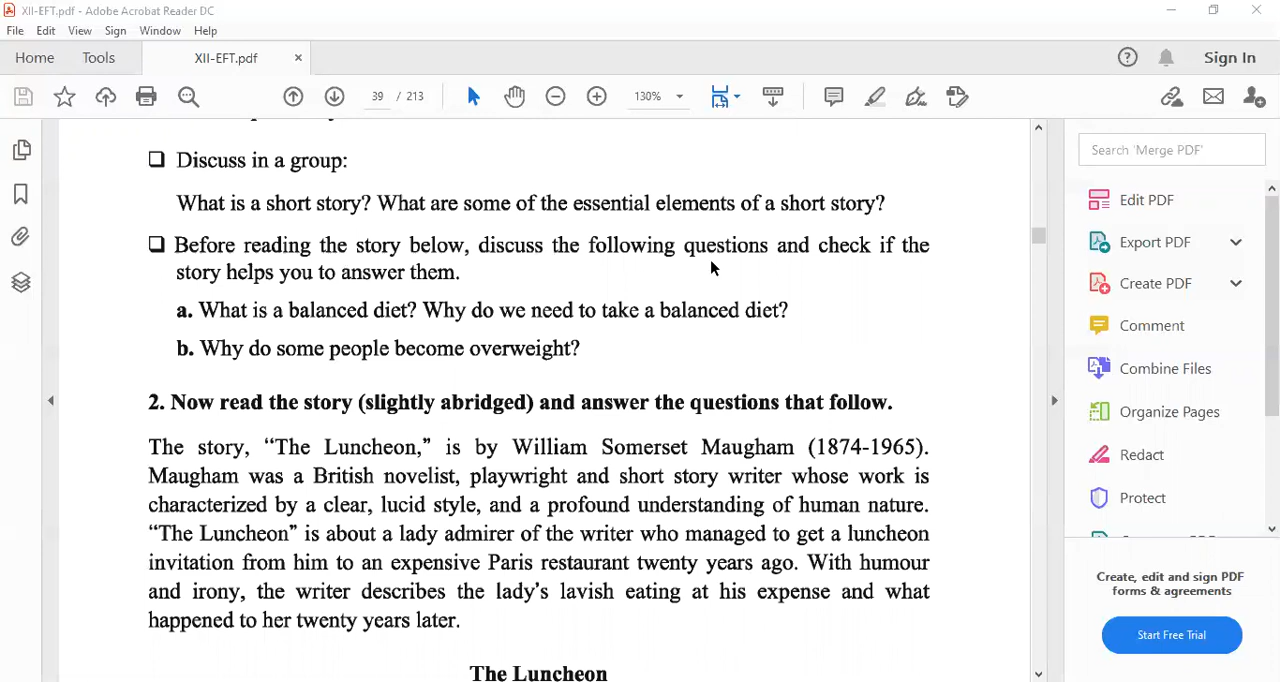 XII-EFT.pdf - Adobe Acrobat Reader DC
File Edit View Sign Window Help
Home Tools XII-EFT.pdf × Sign In
39 / 213 130%
Search 'Merge PDF'
Discuss in a group:
What is a short story? What are some of the essential elements of a short story?
Before reading the story below, discuss the following questions and check if the
story helps you to answer them.
a. What is a balanced diet? Why do we need to take a balanced diet?
b. Why do some people become overweight?
2. Now read the story (slightly abridged) and answer the questions that follow.
The story, “The Luncheon,” is by William Somerset Maugham (1874-1965).
Maugham was a British novelist, playwright and short story writer whose work is
characterized by a clear, lucid style, and a profound understanding of human nature.
“The Luncheon” is about a lady admirer of the writer who managed to get a luncheon
invitation from him to an expensive Paris restaurant twenty years ago. With humour
and irony, the writer describes the lady’s lavish eating at his expense and what
happened to her twenty years later.
The Luncheon
Edit PDF
Export PDF
Create PDF
Comment
Combine Files
Organize Pages
Redact
Protect
Create, edit and sign PDF
forms & agreements
Start Free Trial